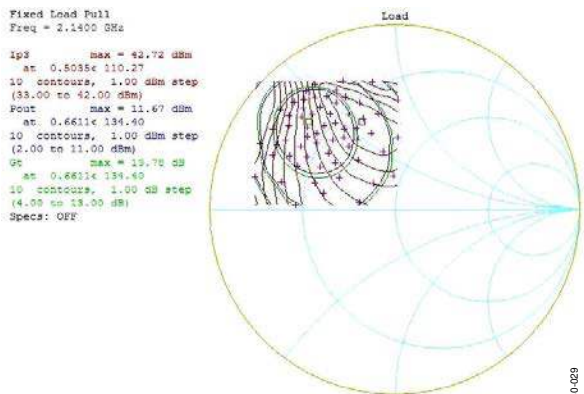 Fixed Load Pull
Freq = 2.1400 GHz
Ip3 max = 42.72 dBm
at 0.5035< 110.27
10 contours, 1.00 dBm step
(33.00 to 42.00 dBm)
Pout max = 11.67 dBm
at 0.6611< 134.40
10 contours, 1.00 dBm step
(2.00 to 11.00 dBm)
Gt max = 13.78 dB
at 0.6611< 134.40
10 contours, 1.00 dB step
(4.00 to 13.00 dB)
Specs: OFF
Load
0-029